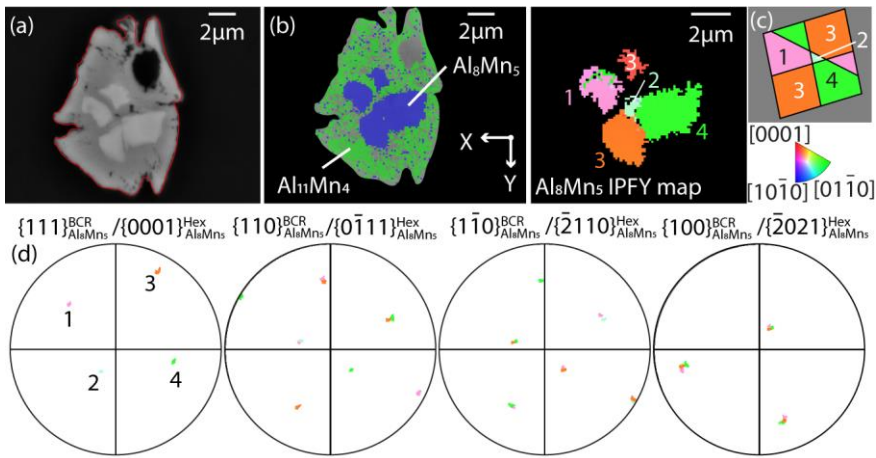 (a)
2μm
(b)
2μm
Al₈Mn₅
X
Y
Al₁₁Mn₄
2μm
3
2
1
4
3
Al₈Mn₅ IPFY map
(c)
3
2
1
4
3
[0001]
[101̄0] [011̄0]
{111}BCR Al₈Mn₅/{0001}Hex Al₈Mn₅ {110}BCR Al₈Mn₅/{01̄11}Hex Al₈Mn₅ {11̄0}BCR Al₈Mn₅/{2̄110}Hex Al₈Mn₅ {100}BCR Al₈Mn₅/{2̄021}Hex Al₈Mn₅
(d)
3
1
2
4